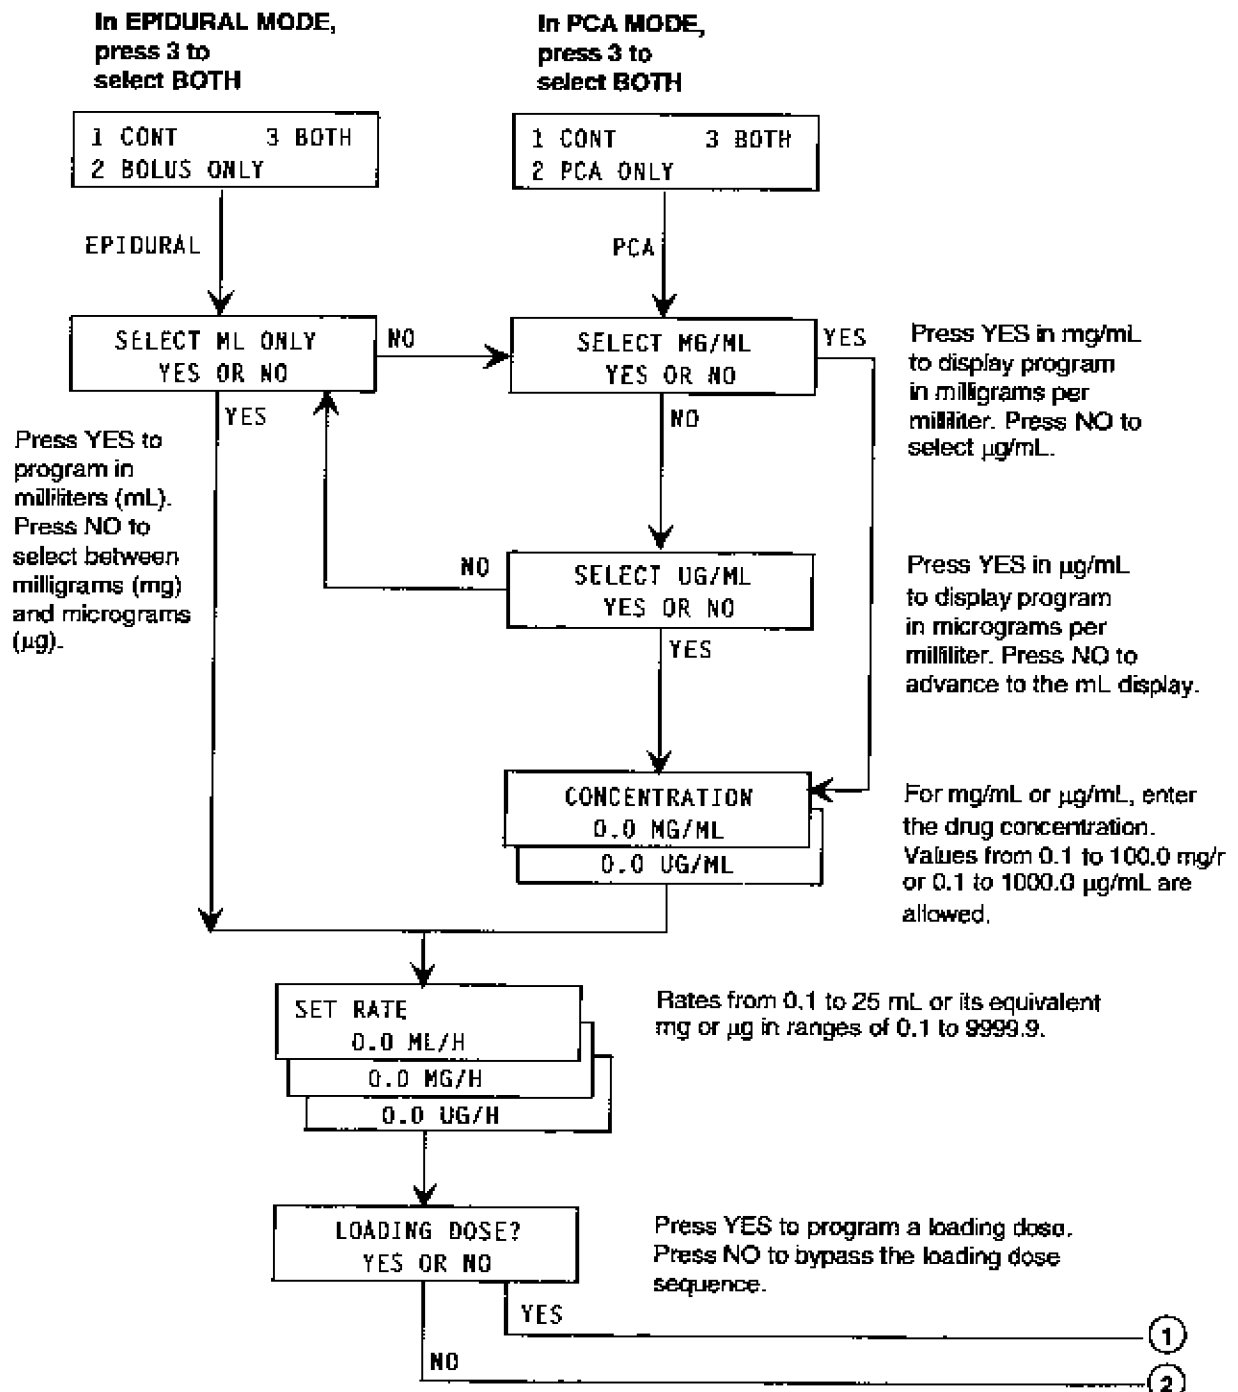 In EPIDURAL MODE,
press 3 to
select BOTH
In PCA MODE,
press 3 to
select BOTH
1 CONT 3 BOTH
2 BOLUS ONLY
1 CONT 3 BOTH
2 PCA ONLY
EPIDURAL
PCA
SELECT ML ONLY
YES OR NO
NO
SELECT MG/ML
YES OR NO
YES
Press YES in mg/mL
to display program
in milligrams per
milliliter. Press NO to
select µg/mL.
YES
NO
Press YES to
program in
milliliters (mL).
Press NO to
select between
milligrams (mg)
and micrograms
(µg).
NO
SELECT UG/ML
YES OR NO
YES
Press YES in µg/mL
to display program
in micrograms per
milliliter. Press NO to
advance to the mL display.
CONCENTRATION
0.0 MG/ML
0.0 UG/ML
For mg/mL or µg/mL, enter
the drug concentration.
Values from 0.1 to 100.0 mg/r
or 0.1 to 1000.0 µg/mL are
allowed.
SET RATE
0.0 ML/H
0.0 MG/H
0.0 UG/H
Rates from 0.1 to 25 mL or its equivalent
mg or µg in ranges of 0.1 to 9999.9.
LOADING DOSE?
YES OR NO
Press YES to program a loading dose.
Press NO to bypass the loading dose
sequence.
YES
1
NO
2